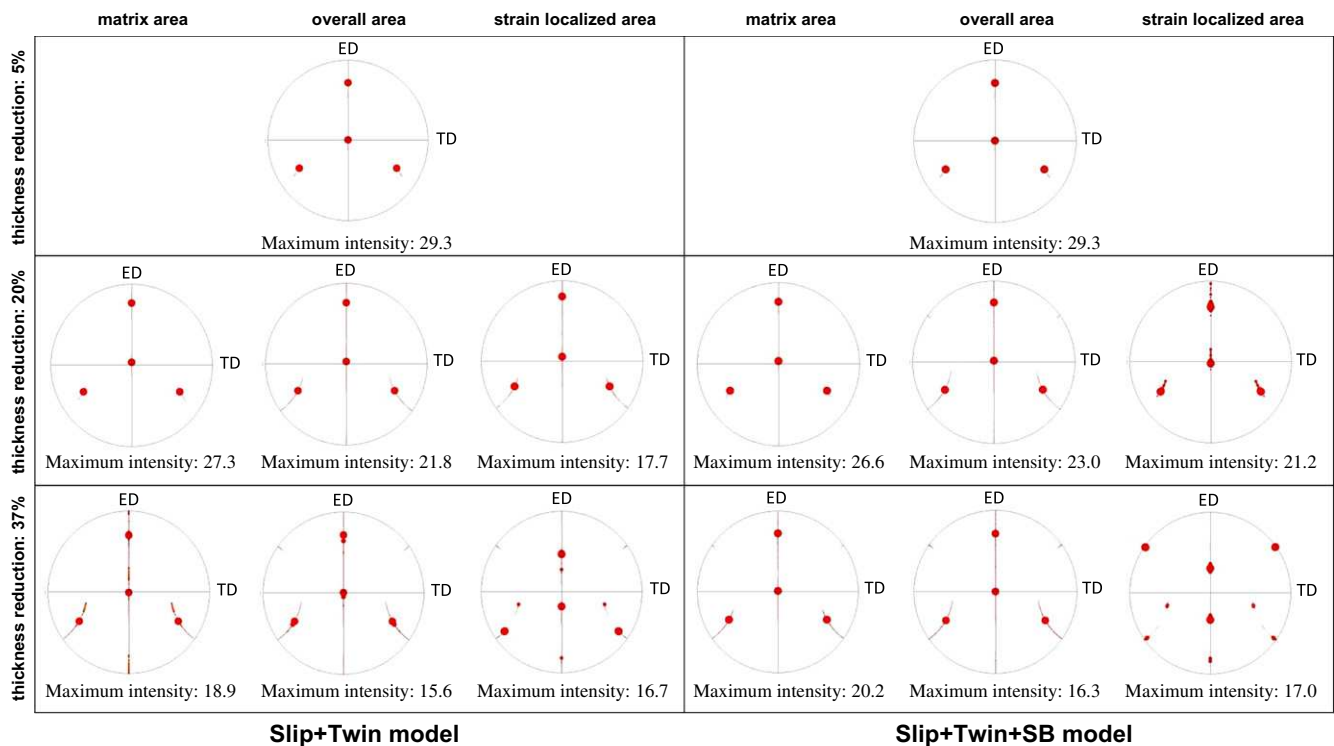 matrix area overall area strain localized area matrix area overall area strain localized area
thickness reduction: 5%
ED ED
TD TD
Maximum intensity: 29.3 Maximum intensity: 29.3
thickness reduction: 20%
ED ED ED ED ED ED
TD TD TD TD TD TD
Maximum intensity: 27.3 Maximum intensity: 21.8 Maximum intensity: 17.7 Maximum intensity: 26.6 Maximum intensity: 23.0 Maximum intensity: 21.2
thickness reduction: 37%
ED ED ED ED ED ED
TD TD TD TD TD TD
Maximum intensity: 18.9 Maximum intensity: 15.6 Maximum intensity: 16.7 Maximum intensity: 20.2 Maximum intensity: 16.3 Maximum intensity: 17.0
Slip+Twin model Slip+Twin+SB model